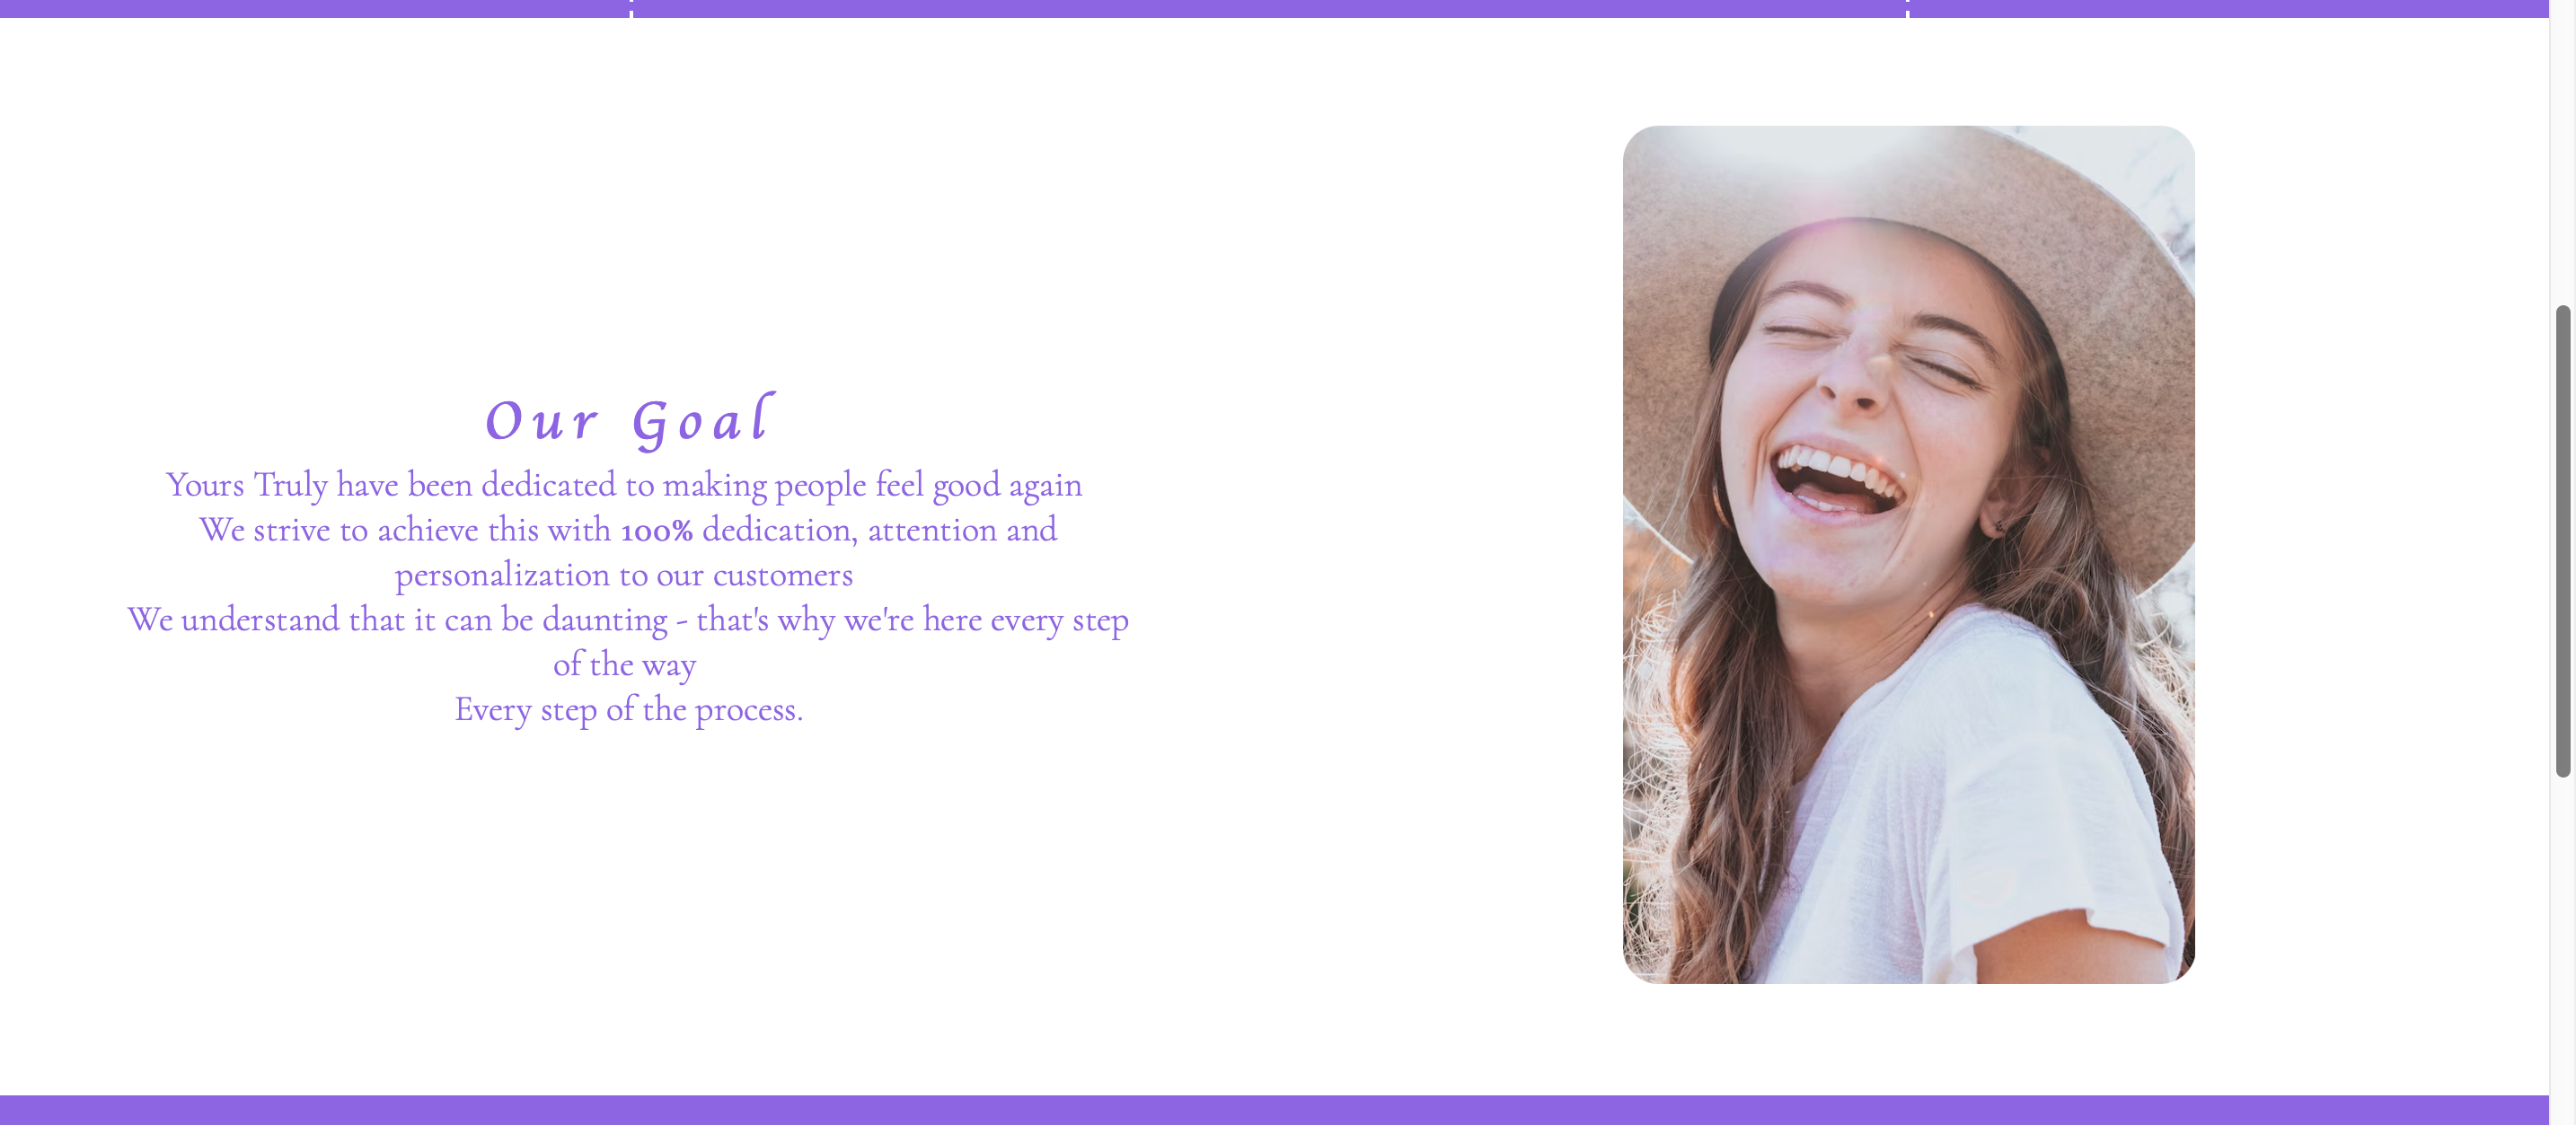 Our Goal
Yours Truly have been dedicated to making people feel good again
We strive to achieve this with 100% dedication, attention and
personalization to our customers
We understand that it can be daunting - that's why we're here every step
of the way
Every step of the process.